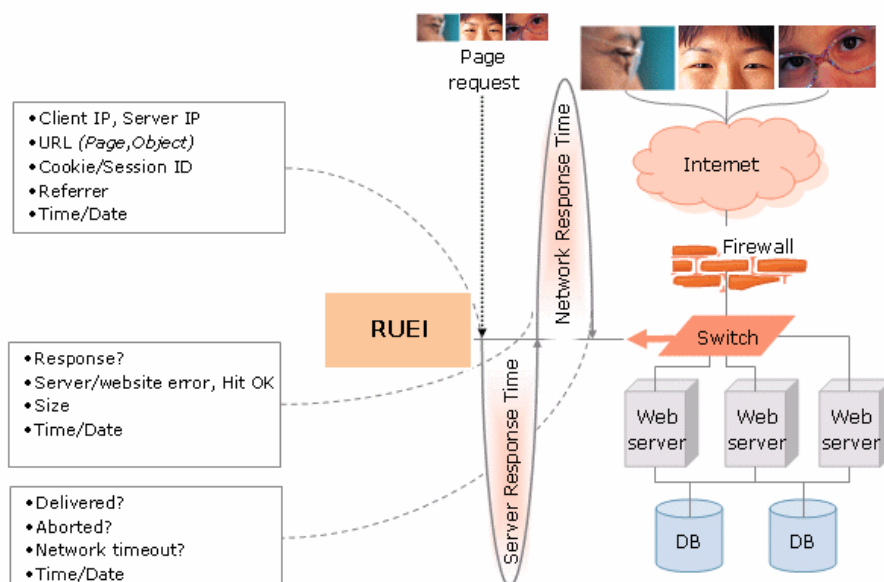 Page
request
• Client IP, Server IP
• URL (Page,Object)
• Cookie/Session ID
• Referrer
• Time/Date
Internet
Firewall
Network Response Time
RUEI
Switch
• Response?
• Server/website error, Hit OK
• Size
• Time/Date
Web
server
Web
server
Web
server
Server Response Time
• Delivered?
• Aborted?
• Network timeout?
• Time/Date
DB
DB